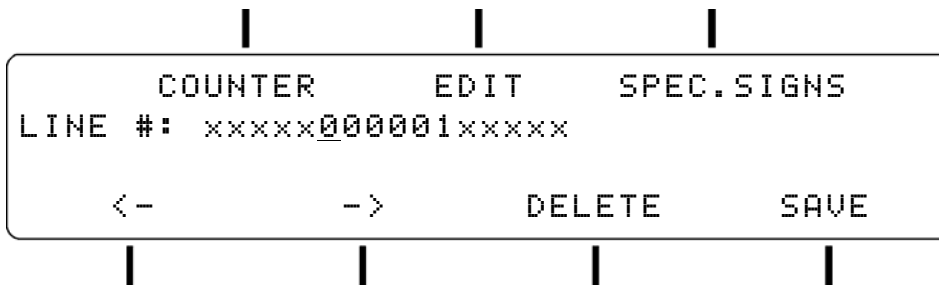 COUNTER EDIT SPEC.SIGNS
LINE #: xxxxx000001xxxxx
<- -> DELETE SAVE